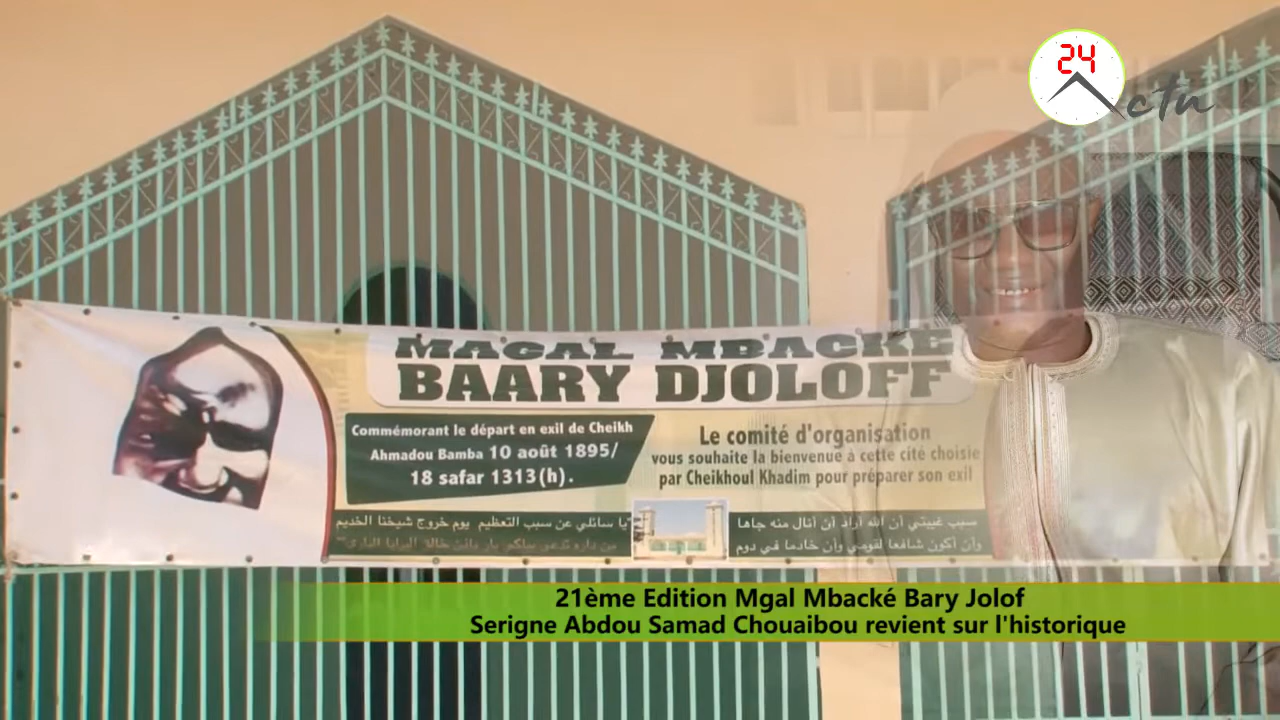 24
Actu
MAGAL MBACKÉ
BAARY DJOLOFF
Commémorant le départ en exil de Cheikh
Ahmadou Bamba 10 août 1895/
18 safar 1313(h).
Le comité d'organisation
vous souhaite la bienvenue à cette cité choisie
par Cheikhoul Khadim pour préparer son exil
يا سائلي عن سبب التعظيم يوم خروج شيخنا الخديم
سبب غيبتي أن الله أراد أن أنال منه جاها
وأن أكون شافعا لقومي وأن خادما في دوم
21ème Edition Mgal Mbacké Bary Jolof
Serigne Abdou Samad Chouaibou revient sur l'historique